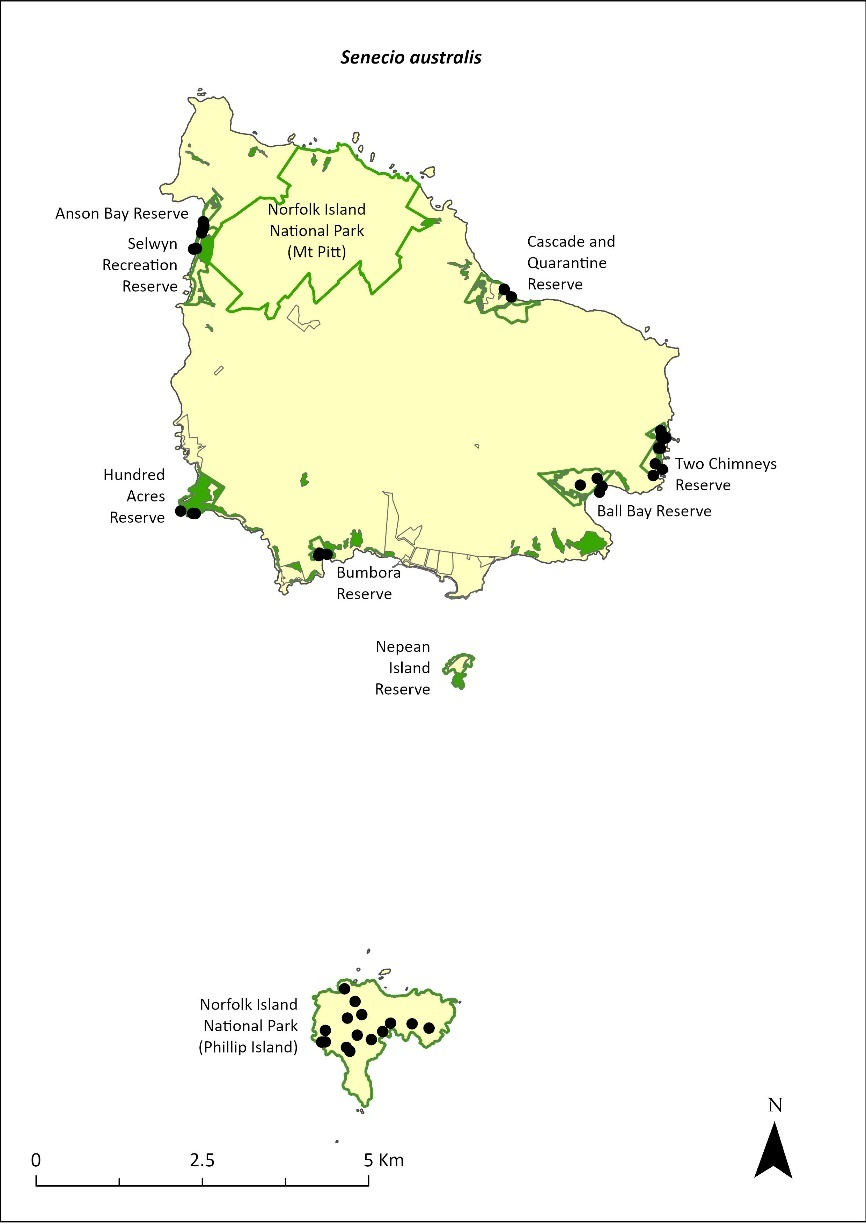 Senecio australis
Anson Bay Reserve
Selwyn
Recreation
Reserve
Norfolk Island
National Park
(Mt Pitt)
Cascade and
Quarantine
Reserve
Hundred
Acres
Reserve
Two Chimneys
Reserve
Ball Bay Reserve
Bumbora
Reserve
Nepean
Island
Reserve
Norfolk Island
National Park
(Phillip Island)
N
0 2.5 5 Km